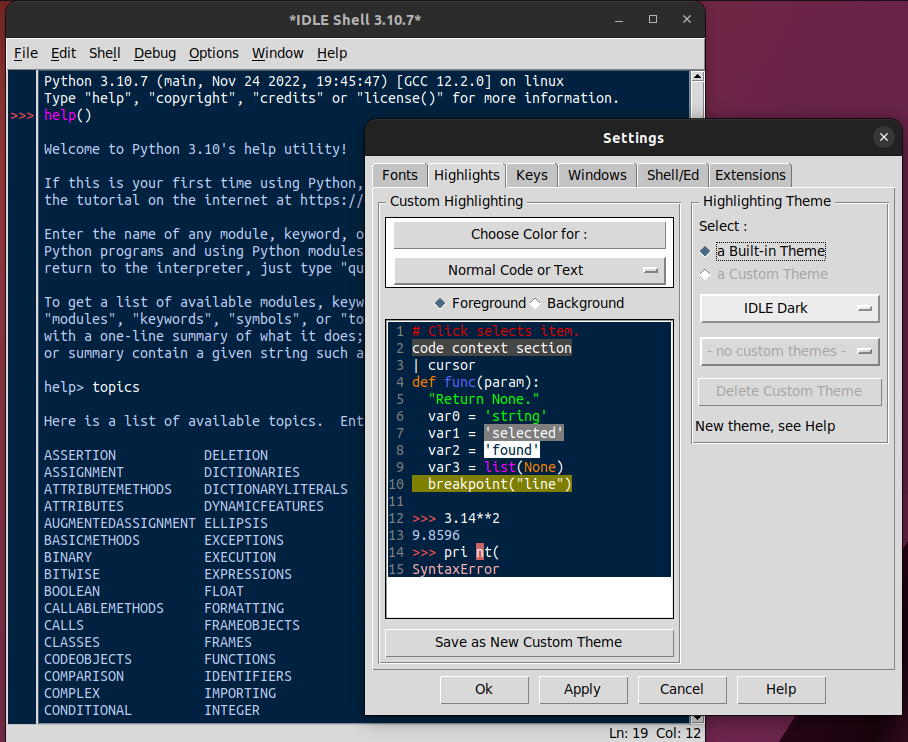 *IDLE Shell 3.10.7*
File Edit Shell Debug Options Window Help
Python 3.10.7 (main, Nov 24 2022, 19:45:47) [GCC 12.2.0] on linux
Type "help", "copyright", "credits" or "license()" for more information.
>>> help()
Welcome to Python 3.10's help utility!
If this is your first time using Python,
the tutorial on the internet at https://
Enter the name of any module, keyword, o
Python programs and using Python modules
return to the interpreter, just type "qu
To get a list of available modules, keyw
"modules", "keywords", "symbols", or "to
with a one-line summary of what it does;
or summary contain a given string such a
help> topics
Here is a list of available topics.  Ent
ASSERTION DELETION
ASSIGNMENT DICTIONARIES
ATTRIBUTEMETHODS DICTIONARYLITERALS
ATTRIBUTES DYNAMICFEATURES
AUGMENTEDASSIGNMENT ELLIPSIS
BASICMETHODS EXCEPTIONS
BINARY EXECUTION
BITWISE EXPRESSIONS
BOOLEAN FLOAT
CALLABLEMETHODS FORMATTING
CALLS FRAMEOBJECTS
CLASSES FRAMES
CODEOBJECTS FUNCTIONS
COMPARISON IDENTIFIERS
COMPLEX IMPORTING
CONDITIONAL INTEGER
Ln: 19 Col: 12
Settings
Fonts Highlights Keys Windows Shell/Ed Extensions
Custom Highlighting
Choose Color for :
Normal Code or Text
Foreground Background
1 # Click selects item.
2 code context section
3 | cursor
4 def func(param):
5 "Return None."
6 var0 = 'string'
7 var1 = 'selected'
8 var2 = 'found'
9 var3 = list(None)
10 breakpoint("line")
11
12 >>> 3.14**2
13 9.8596
14 >>> pri nt(
15 SyntaxError
Save as New Custom Theme
Highlighting Theme
Select :
a Built-in Theme
a Custom Theme
IDLE Dark
- no custom themes -
Delete Custom Theme
New theme, see Help
Ok Apply Cancel Help